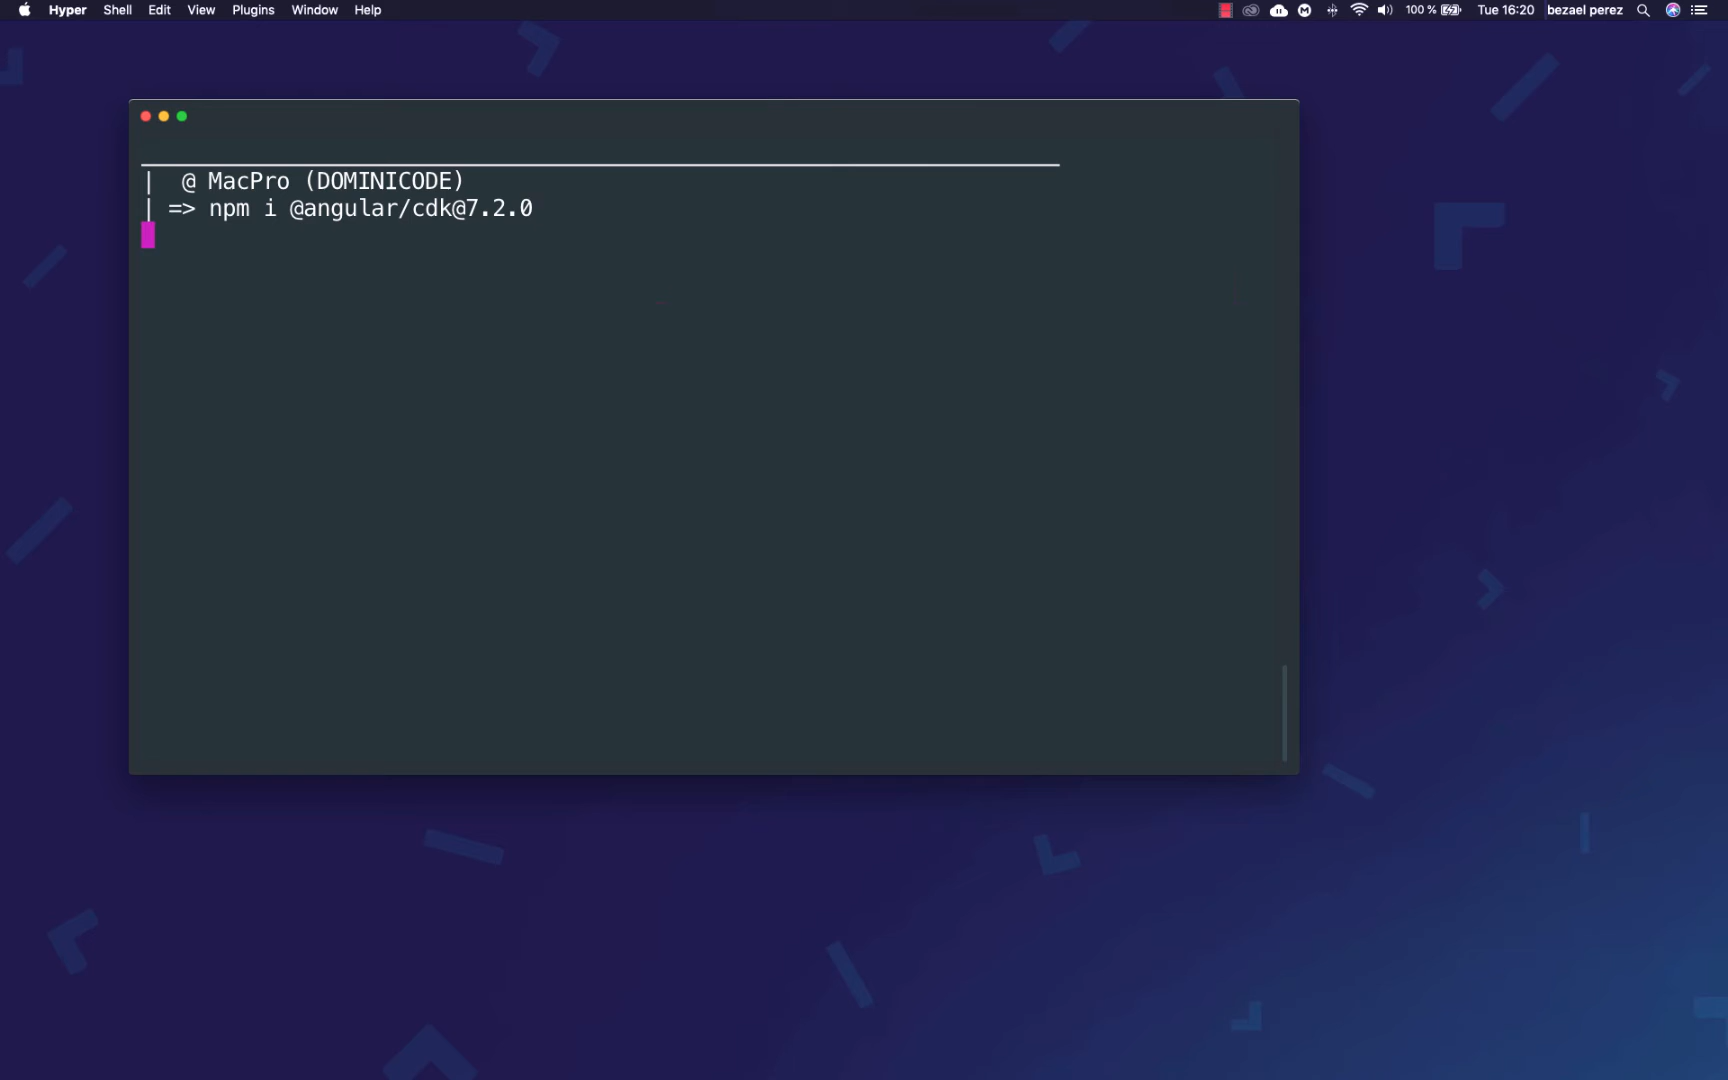 Hyper Shell Edit View Plugins Window Help 100 % Tue 16:20 bezael perez
| @ MacPro (DOMINICODE)
| => npm i @angular/cdk@7.2.0